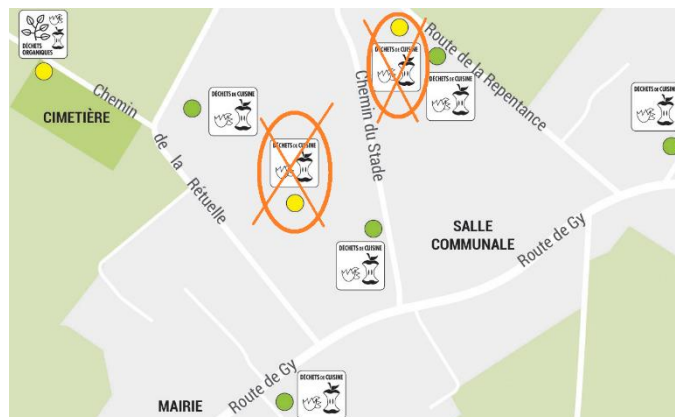 DÉCHETS
ORGANIQUES
CIMETIÈRE
Chemin de la Rétuelle
DÉCHETS DE CUISINE
DÉCHETS DE CUISINE
DÉCHETS DE CUISINE
DÉCHETS DE CUISINE
Route de la Repentance
Chemin du Stade
DÉCHETS DE CUISINE
DÉCHETS DE CUISINE
SALLE
COMMUNALE
Route de Gy
MAIRIE
Route de Gy
DÉCHETS DE CUISINE